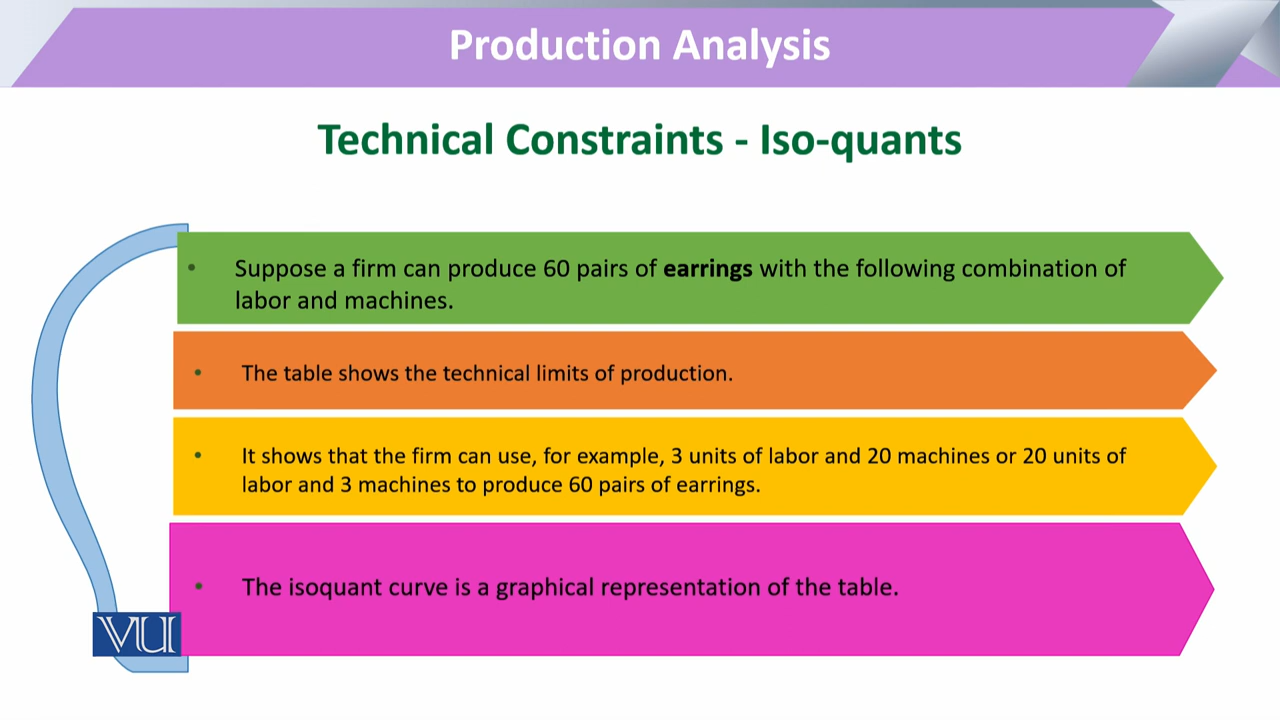 Production Analysis
Technical Constraints - Iso-quants
• Suppose a firm can produce 60 pairs of earrings with the following combination of
labor and machines.
• The table shows the technical limits of production.
• It shows that the firm can use, for example, 3 units of labor and 20 machines or 20 units of
labor and 3 machines to produce 60 pairs of earrings.
• The isoquant curve is a graphical representation of the table.
VU